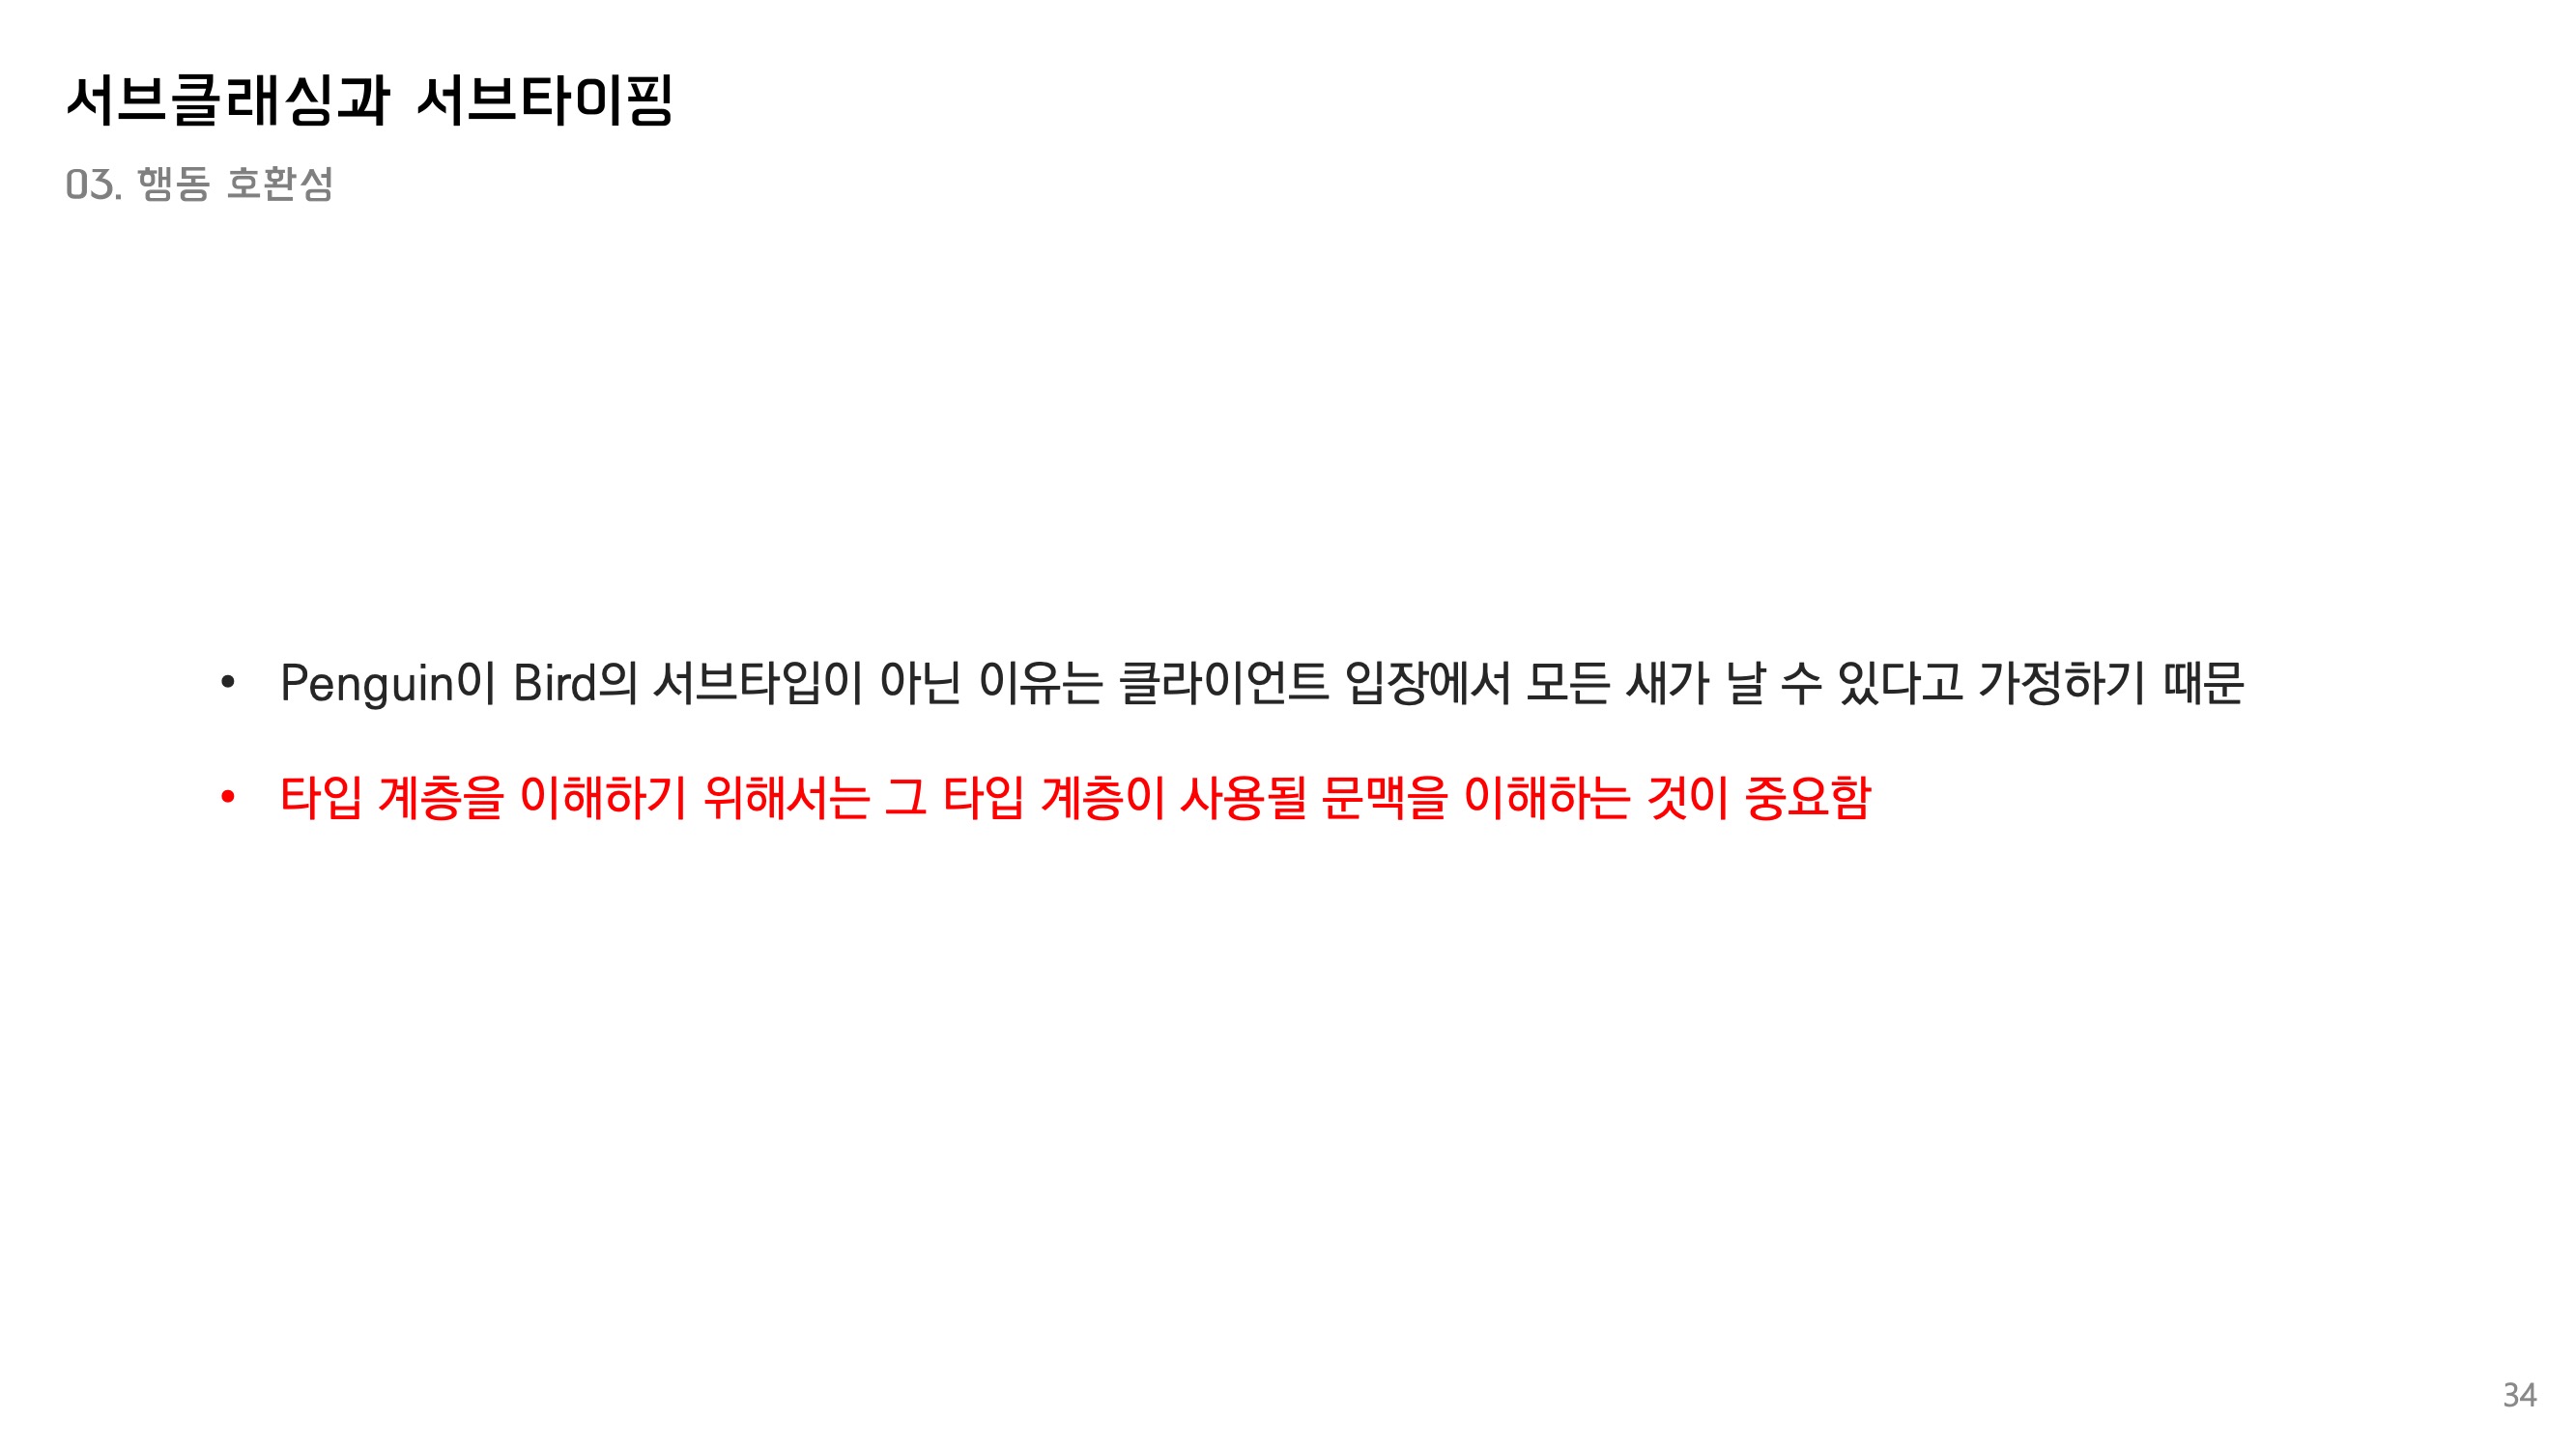 서브클래싱과 서브타이핑
03. 행동 호환성
• Penguin이 Bird의 서브타입이 아닌 이유는 클라이언트 입장에서 모든 새가 날 수 있다고 가정하기 때문
• 타입 계층을 이해하기 위해서는 그 타입 계층이 사용될 문맥을 이해하는 것이 중요함
34